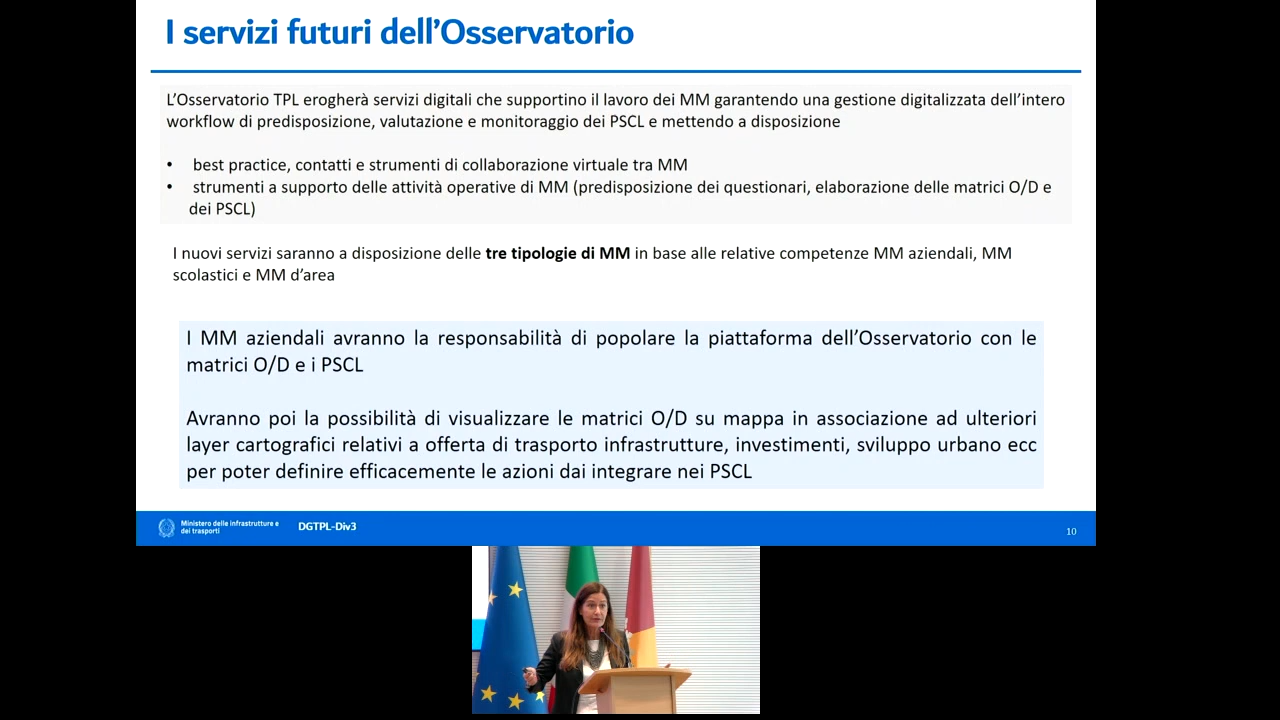 I servizi futuri dell'Osservatorio
L'Osservatorio TPL erogherà servizi digitali che supportino il lavoro dei MM garantendo una gestione digitalizzata dell'intero
workflow di predisposizione, valutazione e monitoraggio dei PSCL e mettendo a disposizione
• best practice, contatti e strumenti di collaborazione virtuale tra MM
• strumenti a supporto delle attività operative di MM (predisposizione dei questionari, elaborazione delle matrici O/D e
dei PSCL)
I nuovi servizi saranno a disposizione delle tre tipologie di MM in base alle relative competenze MM aziendali, MM
scolastici e MM d'area
I MM aziendali avranno la responsabilità di popolare la piattaforma dell'Osservatorio con le
matrici O/D e i PSCL
Avranno poi la possibilità di visualizzare le matrici O/D su mappa in associazione ad ulteriori
layer cartografici relativi a offerta di trasporto infrastrutture, investimenti, sviluppo urbano ecc
per poter definire efficacemente le azioni dai integrare nei PSCL
Ministero delle infrastrutture e
dei trasporti
DGTPL-Div3
10